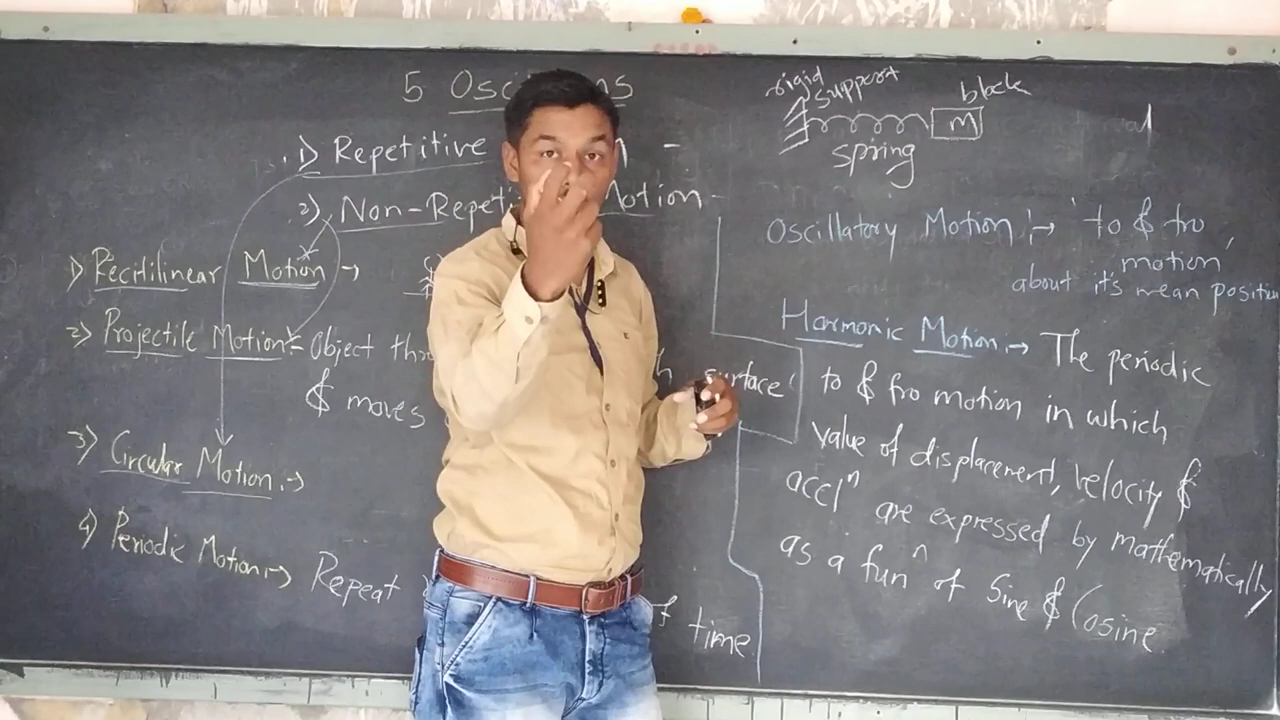 5 Osc ns
1) Repetitive n -
2) Non-Repeti Motion -
1) Recitilinear Motion →
2) Projectile Motion :- Object thr
h surface
& moves
3) Circular Motion :→
4) Periodic Motion :→ Repeat
f time
rigid
support
block
M
spring
Oscillatory Motion :→ 'to & fro'
motion
about it's mean position
Harmonic Motion :→ The periodic
to & fro motion in which
value of displacement, velocity &
accl^n are expressed by mathematically
as a fun^n of Sine & Cosine